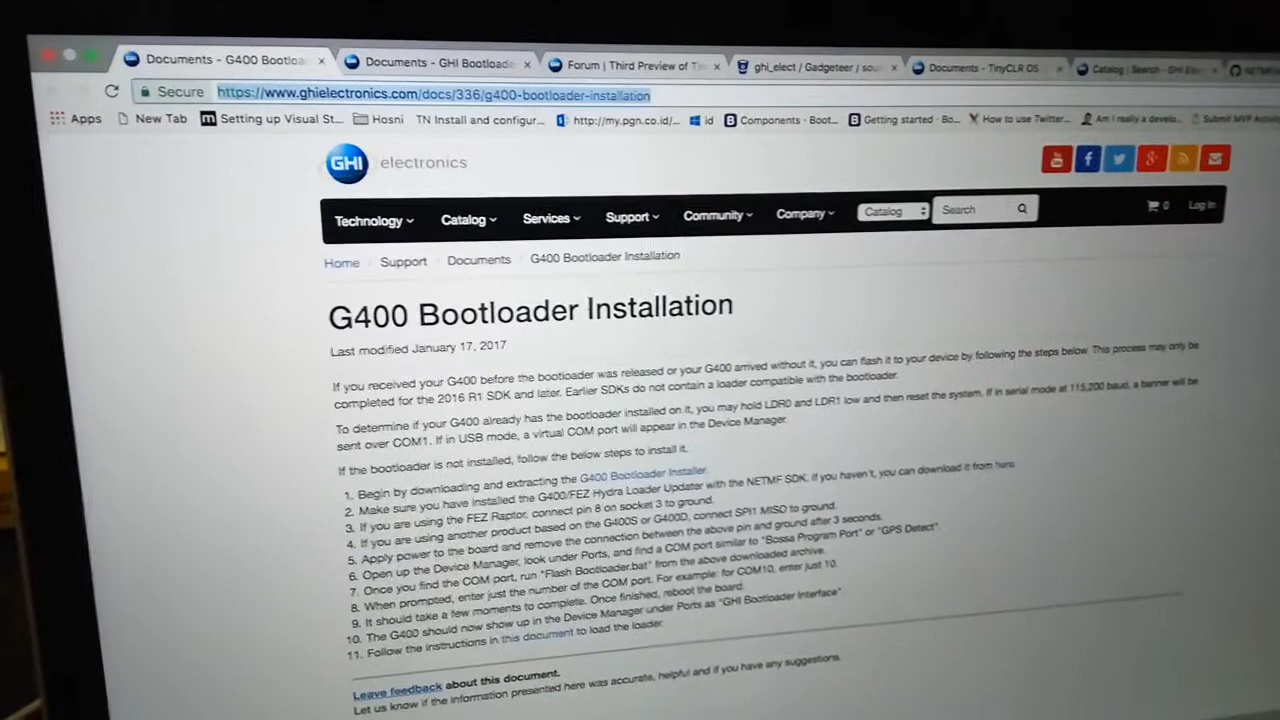 Documents - G400 Bootloa × Documents - GHI Bootloade × Forum | Third Preview of T × ghi_elect / Gadgeteer / sou × Documents - TinyCLR OS × Catalog | Search - GHI Ele ×
Secure https://www.ghielectronics.com/docs/336/g400-bootloader-installation
Apps New Tab m Setting up Visual St... Hosni TN Install and configur... http://my.pgn.co.id/... id B Components · Boot... B Getting started · Bo... How to use Twitter... Am I really a develo... Submit MVP
GHI electronics
Technology Catalog Services Support Community Company Catalog Search 0 Log In
Home Support Documents G400 Bootloader Installation
G400 Bootloader Installation
Last modified January 17, 2017
If you received your G400 before the bootloader was released or your G400 arrived without it, you can flash it to your device by following the steps below. This process may only be
completed for the 2016 R1 SDK and later. Earlier SDKs do not contain a loader compatible with the bootloader.
To determine if your G400 already has the bootloader installed on it, you may hold LDR0 and LDR1 low and then reset the system. If in serial mode at 115,200 baud, a banner will be
sent over COM1. If in USB mode, a virtual COM port will appear in the Device Manager.
If the bootloader is not installed, follow the below steps to install it.
1. Begin by downloading and extracting the G400 Bootloader Installer.
2. Make sure you have installed the G400/FEZ Hydra Loader Updater with the NETMF SDK. If you haven't, you can download it from here
3. If you are using the FEZ Raptor, connect pin 8 on socket 3 to ground.
4. If you are using another product based on the G400S or G400D, connect SPI1 MISO to ground.
5. Apply power to the board and remove the connection between the above pin and ground after 3 seconds.
6. Open up the Device Manager, look under Ports, and find a COM port similar to "Bossa Program Port" or "GPS Detect".
7. Once you find the COM port, run "Flash Bootloader.bat" from the above downloaded archive.
8. When prompted, enter just the number of the COM port. For example: for COM10, enter just 10.
9. It should take a few moments to complete. Once finished, reboot the board.
10. The G400 should now show up in the Device Manager under Ports as "GHI Bootloader Interface"
11. Follow the instructions in this document to load the loader.
Leave feedback about this document.
Let us know if the information presented here was accurate, helpful and if you have any suggestions.